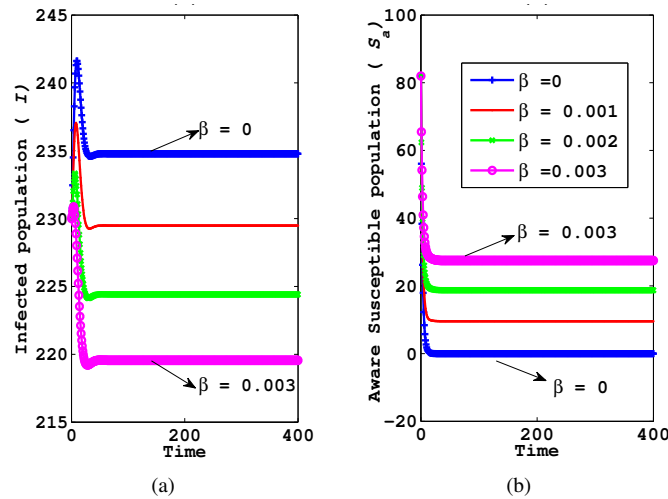 Infected population ( I)
245
240
235
230
225
220
215
0
200
400
Time
β = 0
β = 0.003
(a)
Aware Susceptible population ( Sₐ)
100
80
60
40
20
0
−20
0
200
400
Time
β =0
β = 0.001
β = 0.002
β =0.003
β = 0.003
β = 0
(b)